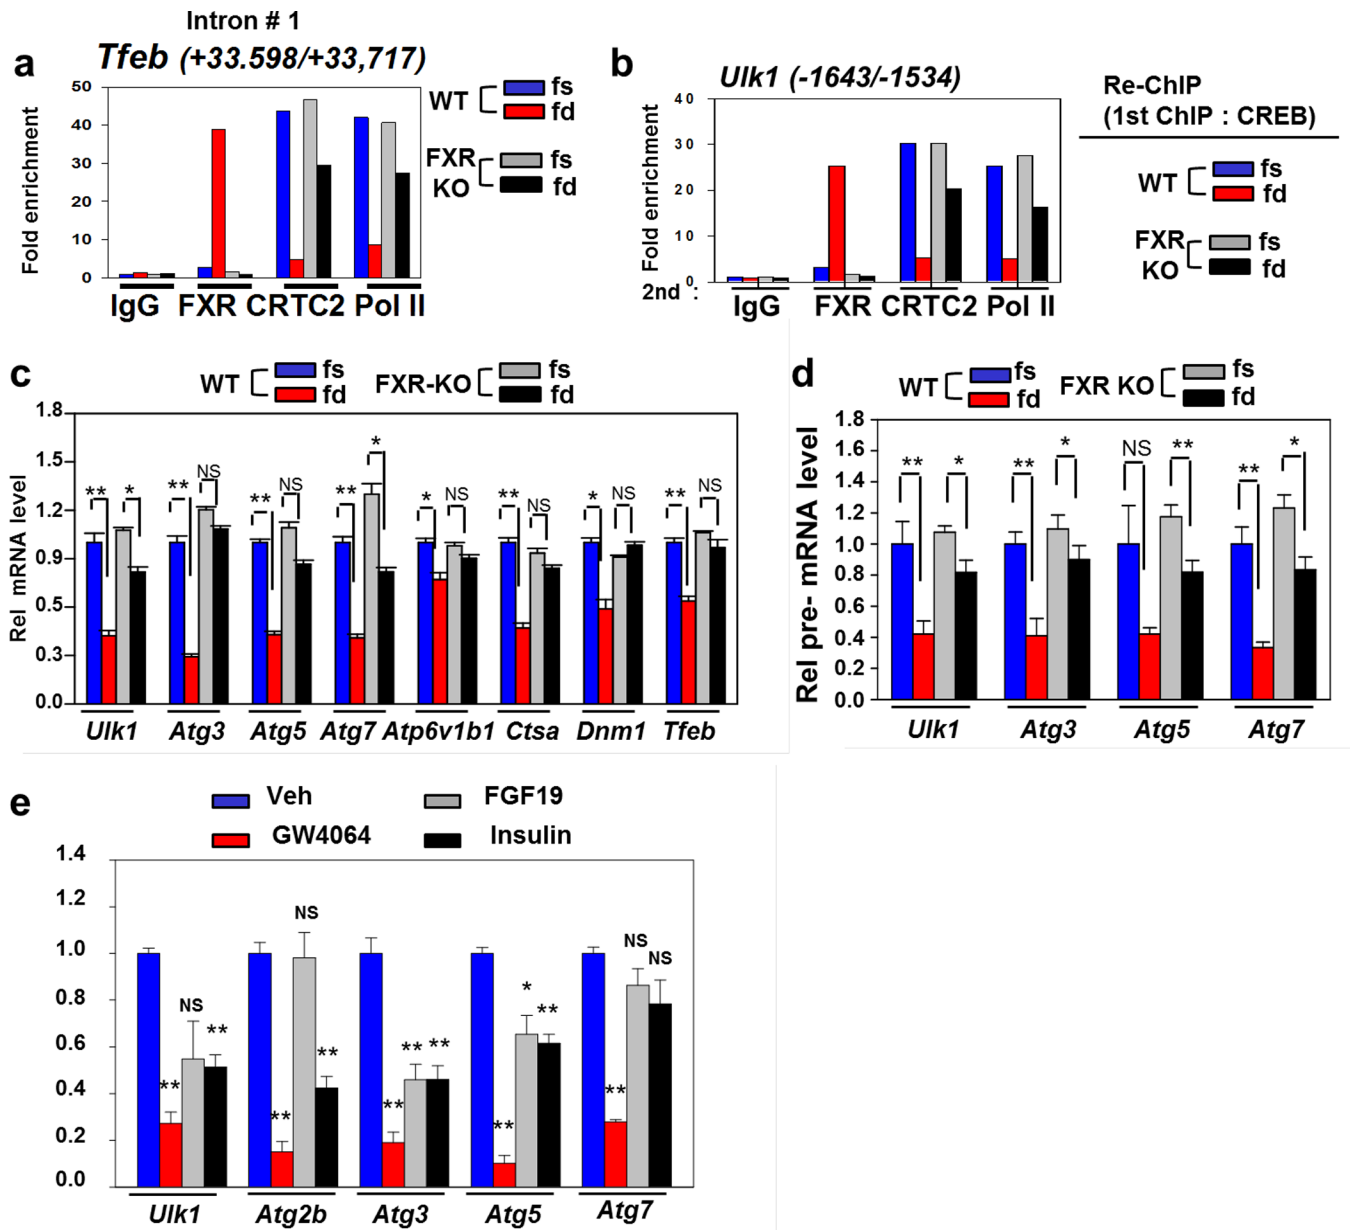 Intron # 1
a
Tfeb (+33.598/+33,717)
Fold enrichment
50
40
30
20
10
0
IgG FXR CRTC2 Pol II
WT fs
fd
FXR KO fs
fd
b
Ulk1 (-1643/-1534)
Fold enrichment
40
30
20
10
0
2nd :
IgG FXR CRTC2 Pol II
Re-ChIP
(1st ChIP : CREB)
WT fs
fd
FXR KO fs
fd
c
WT fs
fd
FXR-KO fs
fd
Rel mRNA level
1.8
1.5
1.2
0.9
0.5
0.3
0.0
** * ** NS ** NS ** * * NS ** NS * NS ** NS
Ulk1 Atg3 Atg5 Atg7 Atp6v1b1 Ctsa Dnm1 Tfeb
d
WT fs
fd
FXR KO fs
fd
Rel pre- mRNA level
1.8
1.6
1.4
1.2
1.0
0.8
0.6
0.4
0.2
0.0
** * ** * NS ** ** *
Ulk1 Atg3 Atg5 Atg7
e
Veh FGF19
GW4064 Insulin
1.4
1.2
1.0
0.8
0.6
0.4
0.2
0.0
** NS ** ** NS ** ** ** ** ** * ** ** NS NS
Ulk1 Atg2b Atg3 Atg5 Atg7